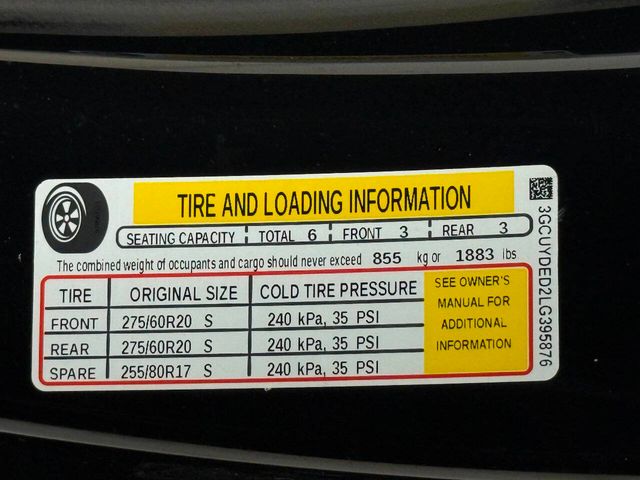 TIRE AND LOADING INFORMATION
SEATING CAPACITY TOTAL 6 FRONT 3 REAR 3
The combined weight of occupants and cargo should never exceed 855 kg or 1883 lbs
TIRE ORIGINAL SIZE COLD TIRE PRESSURE
FRONT 275/60R20 S 240 kPa, 35 PSI
REAR 275/60R20 S 240 kPa, 35 PSI
SPARE 255/80R17 S 240 kPa, 35 PSI
SEE OWNER'S
MANUAL FOR
ADDITIONAL
INFORMATION
3GCUYDED2LG395876